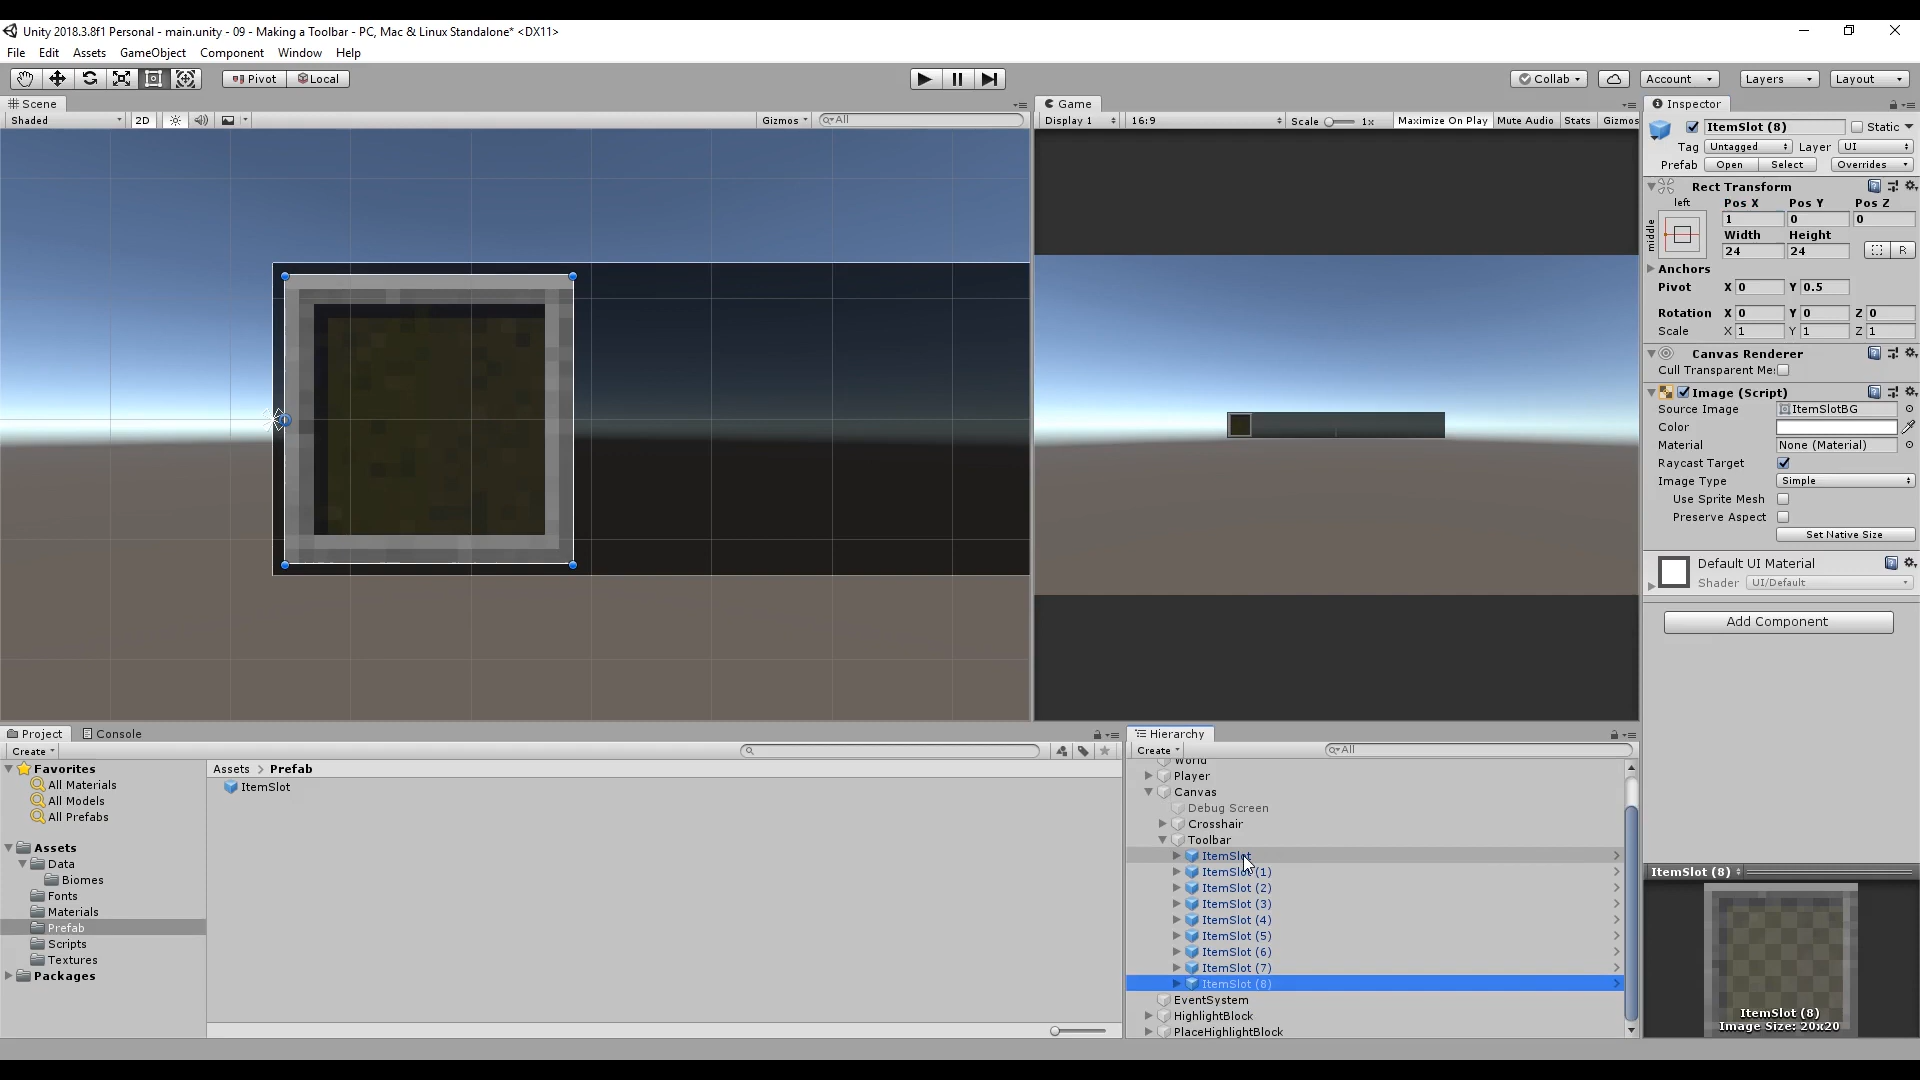 Unity 2018.3.8f1 Personal - main.unity - 09 - Making a Toolbar - PC, Mac & Linux Standalone* <DX11>
File Edit Assets GameObject Component Window Help
Pivot Local Collab Account Layers Layout
Scene
Shaded 2D Gizmos All
Game
Display 1 16:9 Scale 1x Maximize On Play Mute Audio Stats Gizmos
Inspector
ItemSlot (8) Static
Tag Untagged Layer UI
Prefab Open Select Overrides
Rect Transform
left Pos X Pos Y Pos Z
middle 1 0 0
Width Height
24 24 R
Anchors
Pivot X 0 Y 0.5
Rotation X 0 Y 0 Z 0
Scale X 1 Y 1 Z 1
Canvas Renderer
Cull Transparent Me:
Image (Script)
Source Image ItemSlotBG
Color
Material None (Material)
Raycast Target
Image Type Simple
Use Sprite Mesh
Preserve Aspect
Set Native Size
Default UI Material
Shader UI/Default
Add Component
ItemSlot (8)
ItemSlot (8)
Image Size: 20x20
Project Console
Create
Favorites
All Materials
All Models
All Prefabs
Assets
Data
Biomes
Fonts
Materials
Prefab
Scripts
Textures
Packages
Assets > Prefab
ItemSlot
Hierarchy
Create All
World
Player
Canvas
Debug Screen
Crosshair
Toolbar
ItemSlot
ItemSlot (1)
ItemSlot (2)
ItemSlot (3)
ItemSlot (4)
ItemSlot (5)
ItemSlot (6)
ItemSlot (7)
ItemSlot (8)
EventSystem
HighlightBlock
PlaceHighlightBlock